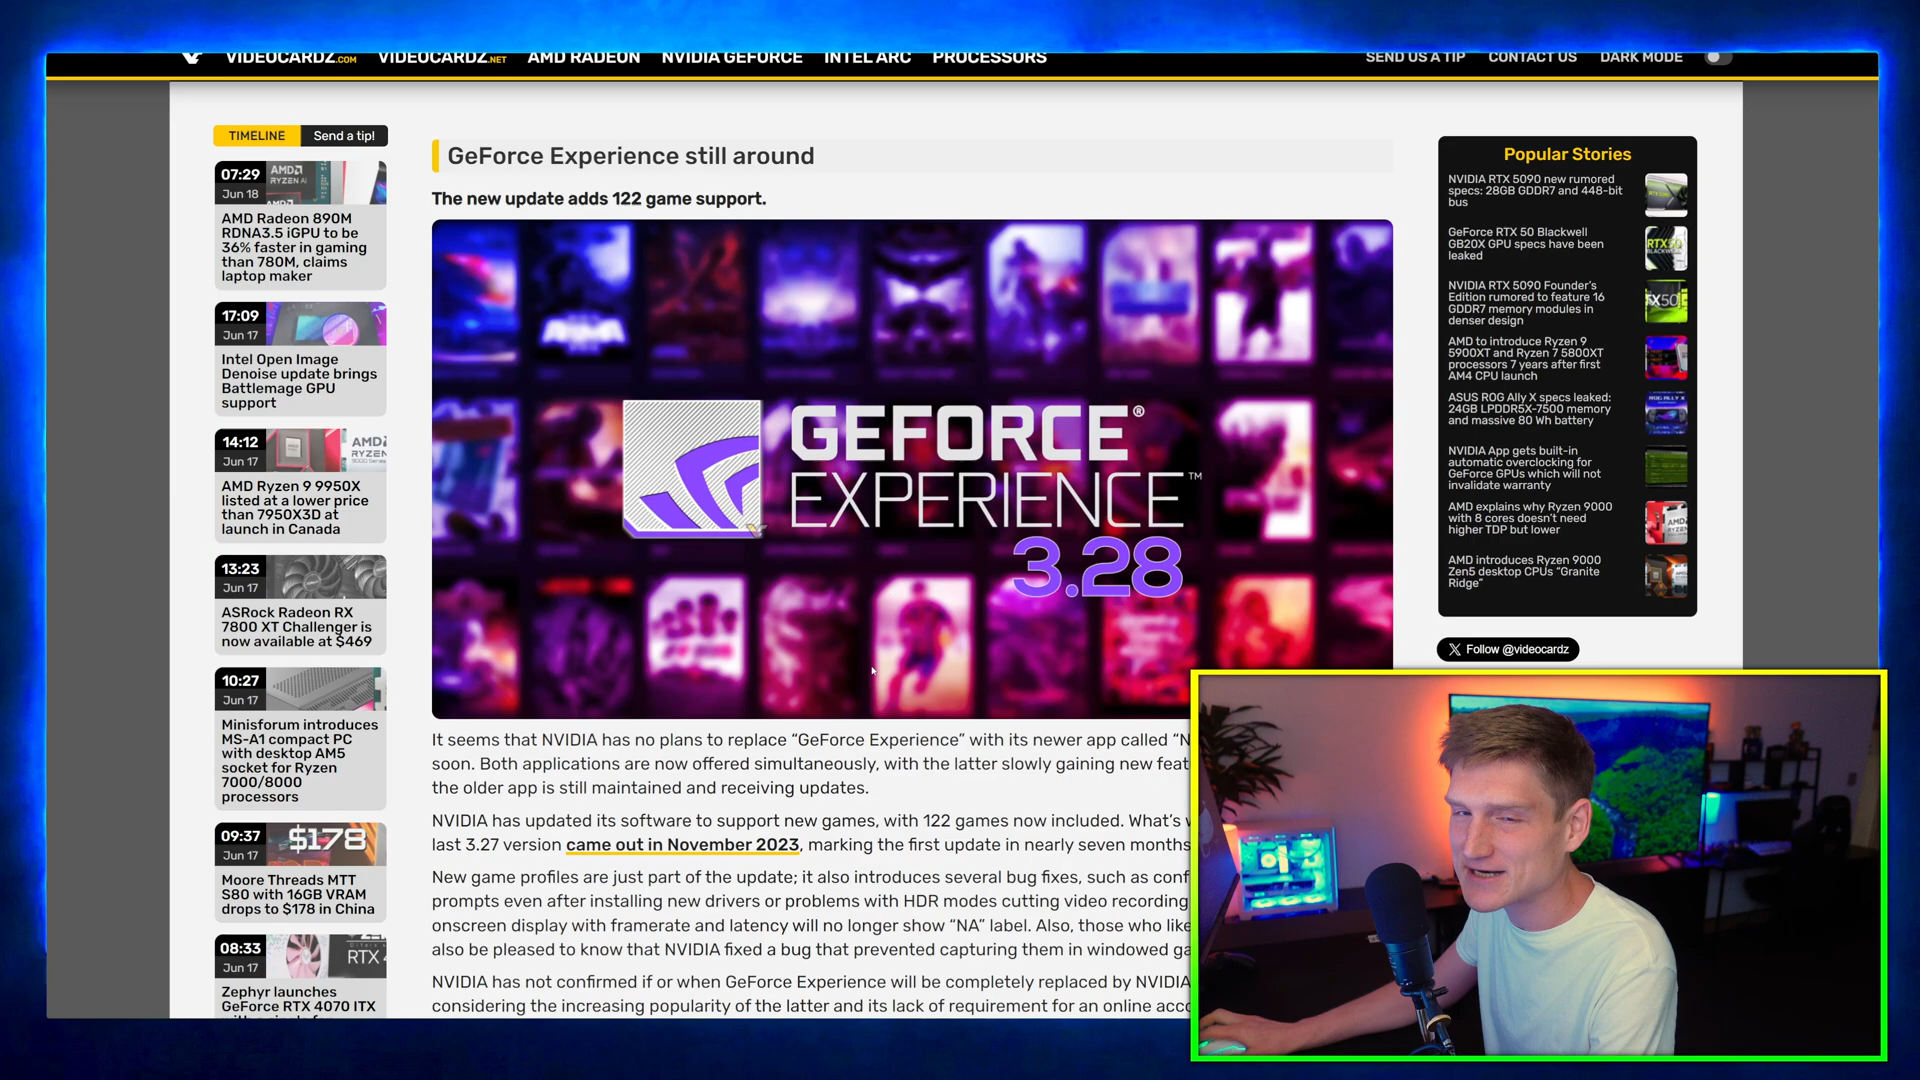 VIDEOCARDZ.COM VIDEOCARDZ.NET AMD RADEON NVIDIA GEFORCE INTEL ARC PROCESSORS SEND US A TIP CONTACT US DARK MODE
TIMELINE Send a tip!
07:29
Jun 18
AMD
RYZEN AI
AMD Radeon 890M
RDNA3.5 iGPU to be
36% faster in gaming
than 780M, claims
laptop maker
17:09
Jun 17
Intel Open Image
Denoise update brings
Battlemage GPU
support
14:12
Jun 17
AMD
RYZEN
9000 Series
AMD Ryzen 9 9950X
listed at a lower price
than 7950X3D at
launch in Canada
13:23
Jun 17
ASRock Radeon RX
7800 XT Challenger is
now available at $469
10:27
Jun 17
Minisforum introduces
MS-A1 compact PC
with desktop AM5
socket for Ryzen
7000/8000
processors
09:37
Jun 17
$178
Moore Threads MTT
S80 with 16GB VRAM
drops to $178 in China
08:33
Jun 17
RTX
Zephyr launches
GeForce RTX 4070 ITX
GeForce Experience still around
The new update adds 122 game support.
GEFORCE®
EXPERIENCE™
3.28
It seems that NVIDIA has no plans to replace “GeForce Experience” with its newer app called “N
soon. Both applications are now offered simultaneously, with the latter slowly gaining new feat
the older app is still maintained and receiving updates.
NVIDIA has updated its software to support new games, with 122 games now included. What’s
last 3.27 version came out in November 2023, marking the first update in nearly seven months
New game profiles are just part of the update; it also introduces several bug fixes, such as conf
prompts even after installing new drivers or problems with HDR modes cutting video recording
onscreen display with framerate and latency will no longer show “NA” label. Also, those who like
also be pleased to know that NVIDIA fixed a bug that prevented capturing them in windowed ga
NVIDIA has not confirmed if or when GeForce Experience will be completely replaced by NVIDIA
considering the increasing popularity of the latter and its lack of requirement for an online acc
Popular Stories
NVIDIA RTX 5090 new rumored
specs: 28GB GDDR7 and 448-bit
bus
GeForce RTX 50 Blackwell
GB20X GPU specs have been
leaked
RTX50
BLACKWELL
NVIDIA RTX 5090 Founder’s
Edition rumored to feature 16
GDDR7 memory modules in
denser design
AMD to introduce Ryzen 9
5900XT and Ryzen 7 5800XT
processors 7 years after first
AM4 CPU launch
ASUS ROG Ally X specs leaked:
24GB LPDDR5X-7500 memory
and massive 80 Wh battery
ROG ALLY X
NVIDIA App gets built-in
automatic overclocking for
GeForce GPUs which will not
invalidate warranty
AMD explains why Ryzen 9000
with 8 cores doesn’t need
higher TDP but lower
AMD introduces Ryzen 9000
Zen5 desktop CPUs “Granite
Ridge”
Follow @videocardz